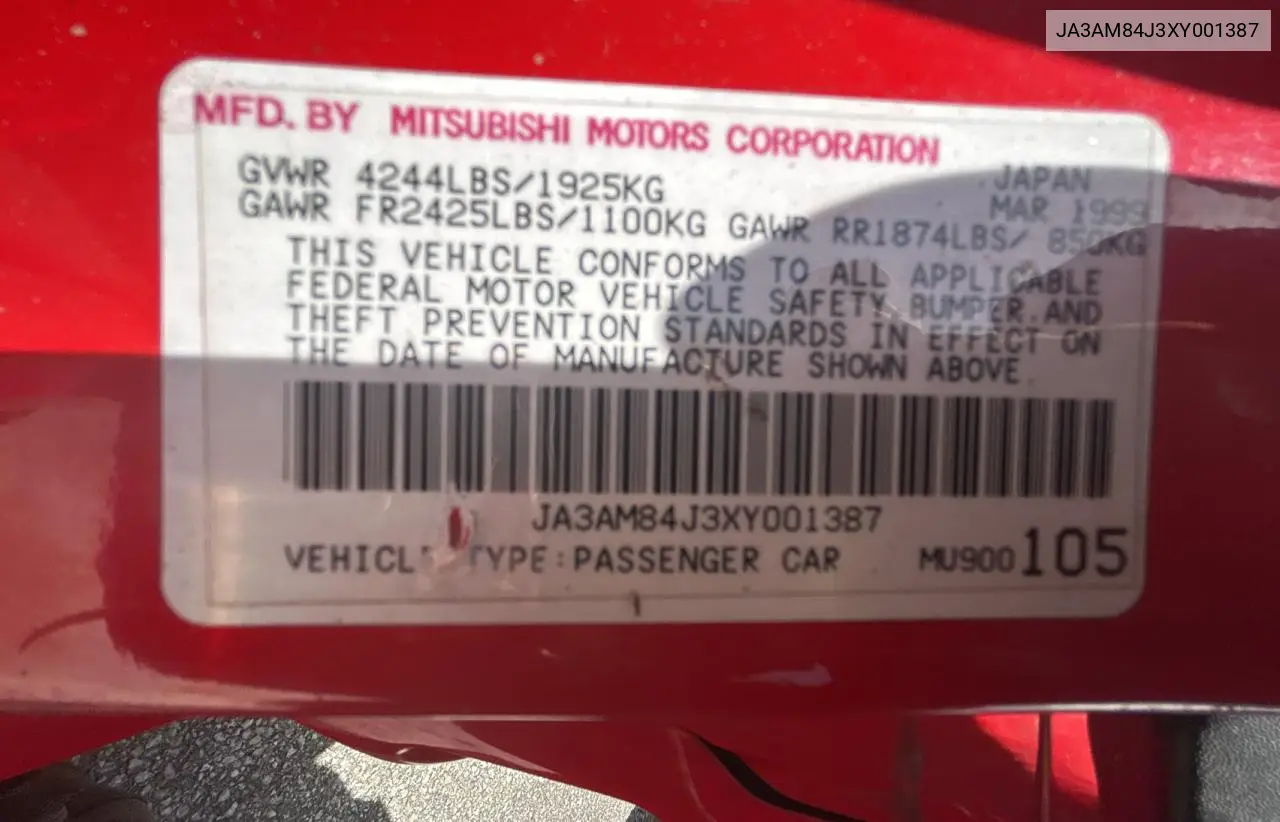 JA3AM84J3XY001387
MFD. BY MITSUBISHI MOTORS CORPORATION
GVWR 4244LBS/1925KG JAPAN
MAR 1999
GAWR FR2425LBS/1100KG GAWR RR1874LBS/ 850KG
THIS VEHICLE CONFORMS TO ALL APPLICABLE
FEDERAL MOTOR VEHICLE SAFETY, BUMPER, AND
THEFT PREVENTION STANDARDS IN EFFECT ON
THE DATE OF MANUFACTURE SHOWN ABOVE.
JA3AM84J3XY001387
VEHICLE TYPE:PASSENGER CAR MU900105